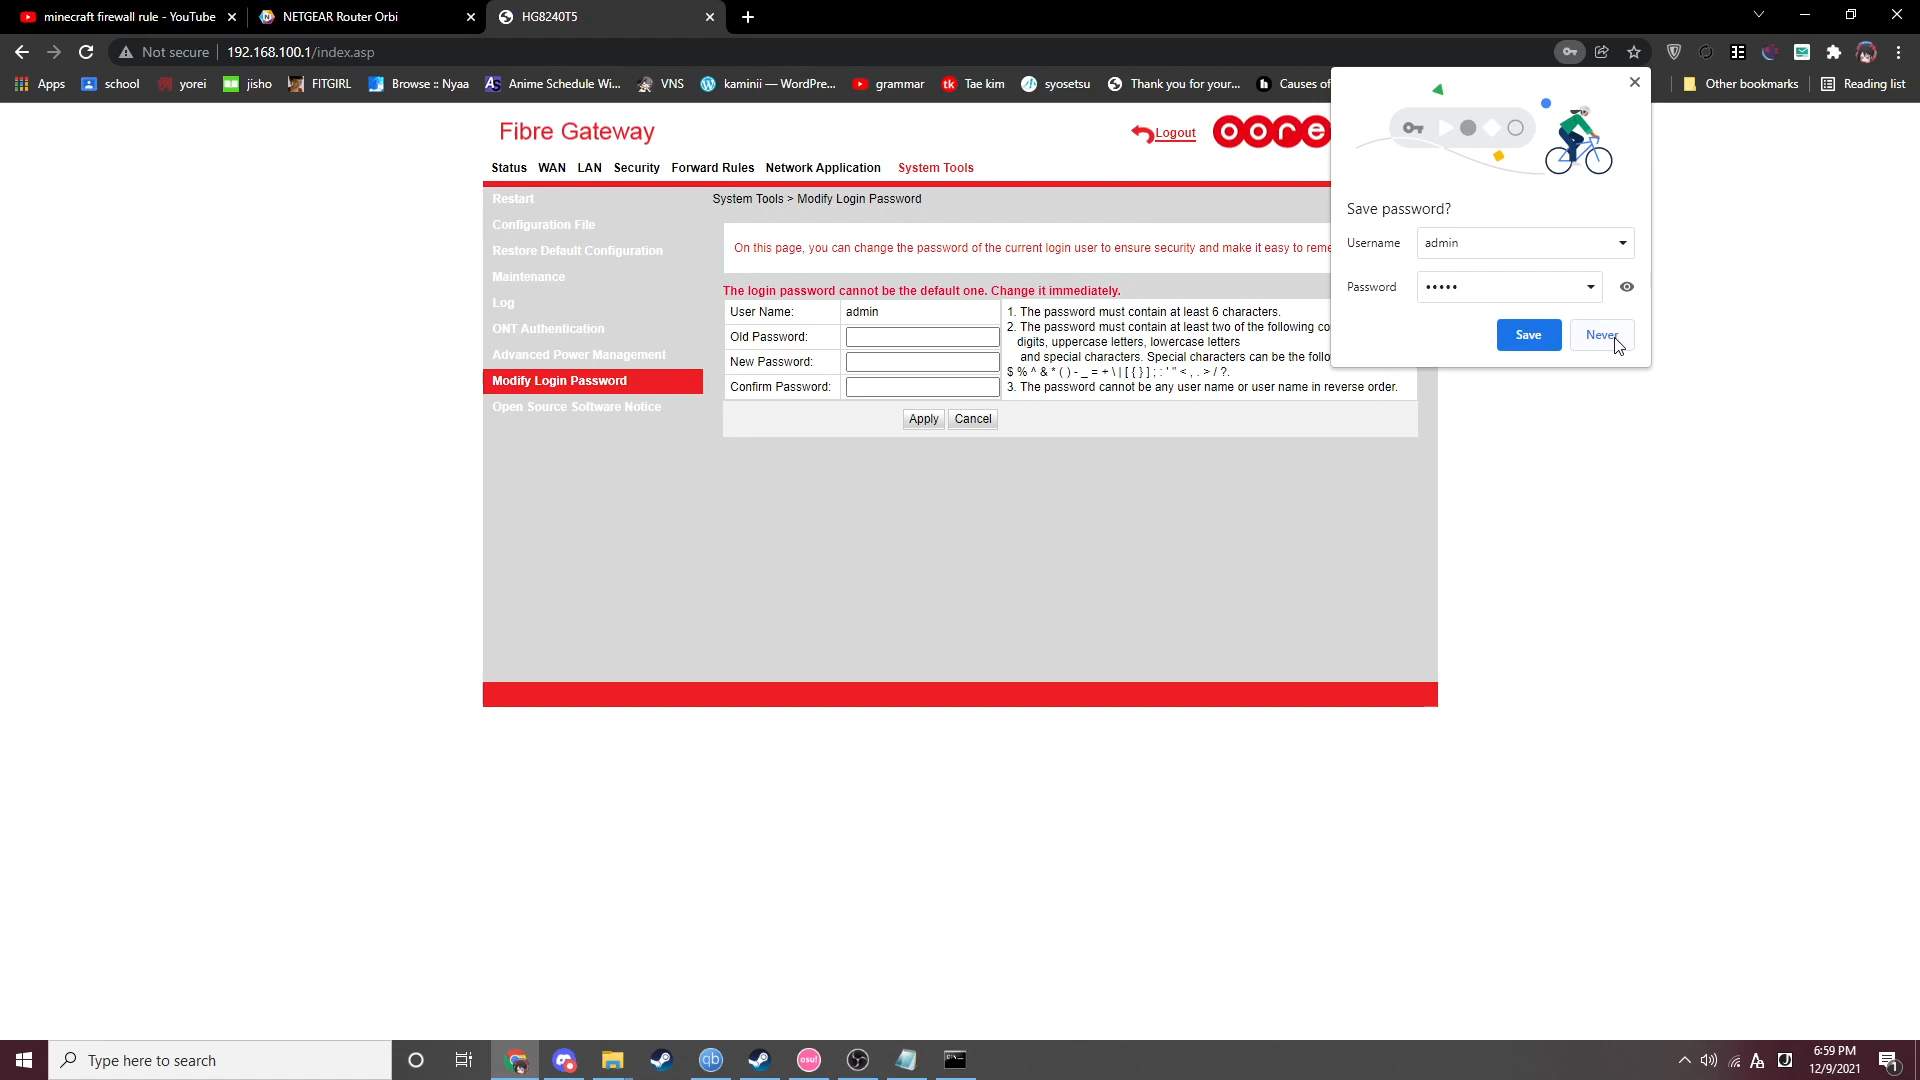 minecraft firewall rule - YouTube
NETGEAR Router Orbi
HG8240T5
Not secure
192.168.100.1/index.asp
Apps
school
yorei
jisho
FITGIRL
Browse :: Nyaa
Anime Schedule Wi...
VNS
kaminii — WordPre...
grammar
Tae kim
syosetsu
Thank you for your...
Causes of
Other bookmarks
Reading list
Fibre Gateway
Logout
oore
Status WAN LAN Security Forward Rules Network Application System Tools
Restart
Configuration File
Restore Default Configuration
Maintenance
Log
ONT Authentication
Advanced Power Management
Modify Login Password
Open Source Software Notice
System Tools > Modify Login Password
On this page, you can change the password of the current login user to ensure security and make it easy to reme
The login password cannot be the default one. Change it immediately.
User Name: admin
Old Password:
New Password:
Confirm Password:
1. The password must contain at least 6 characters.
2. The password must contain at least two of the following co
digits, uppercase letters, lowercase letters
and special characters. Special characters can be the follo
$ % ^ & * ( ) - _ = + \ | [ { } ] ; : ' " < , . > / ?.
3. The password cannot be any user name or user name in reverse order.
Apply Cancel
Save password?
Username admin
Password •••••
Save Never
Type here to search
qb
osu!
6:59 PM
12/9/2021
1